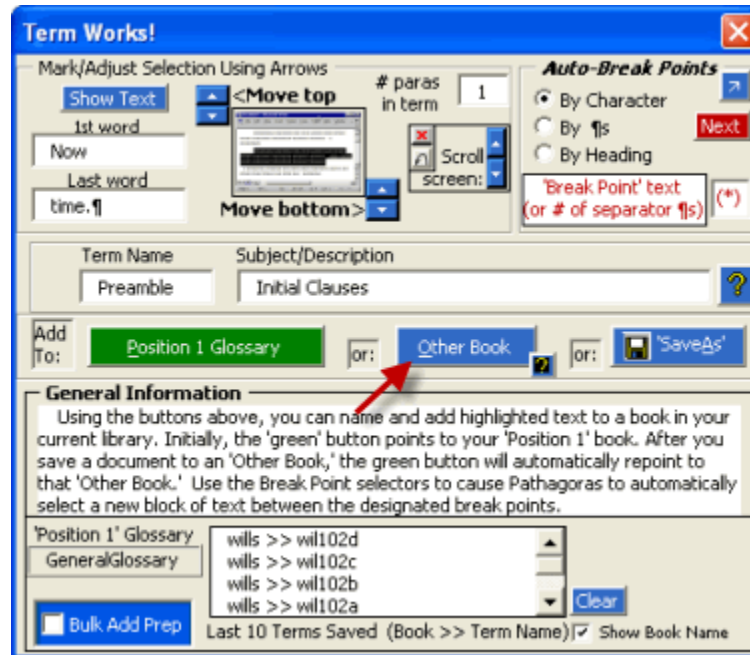 Term Works!
Mark/Adjust Selection Using Arrows
Show Text
1st word
Now
Last word
time.¶
<Move top
Move bottom>
# paras
in term
1
Scroll
screen:
Auto-Break Points
By Character
By ¶s
By Heading
Next
'Break Point' text
(or # of separator ¶s)
(*)
Term Name
Preamble
Subject/Description
Initial Clauses
?
Add
To:
Position 1 Glossary
or:
Other Book
?
or:
'SaveAs'
General Information
Using the buttons above, you can name and add highlighted text to a book in your
current library. Initially, the 'green' button points to your 'Position 1' book. After you
save a document to an 'Other Book,' the green button will automatically repoint to
that 'Other Book.' Use the Break Point selectors to cause Pathagoras to automatically
select a new block of text between the designated break points.
'Position 1' Glossary
GeneralGlossary
Bulk Add Prep
wills >> wil102d
wills >> wil102c
wills >> wil102b
wills >> wil102a
Clear
Last 10 Terms Saved (Book >> Term Name)
Show Book Name